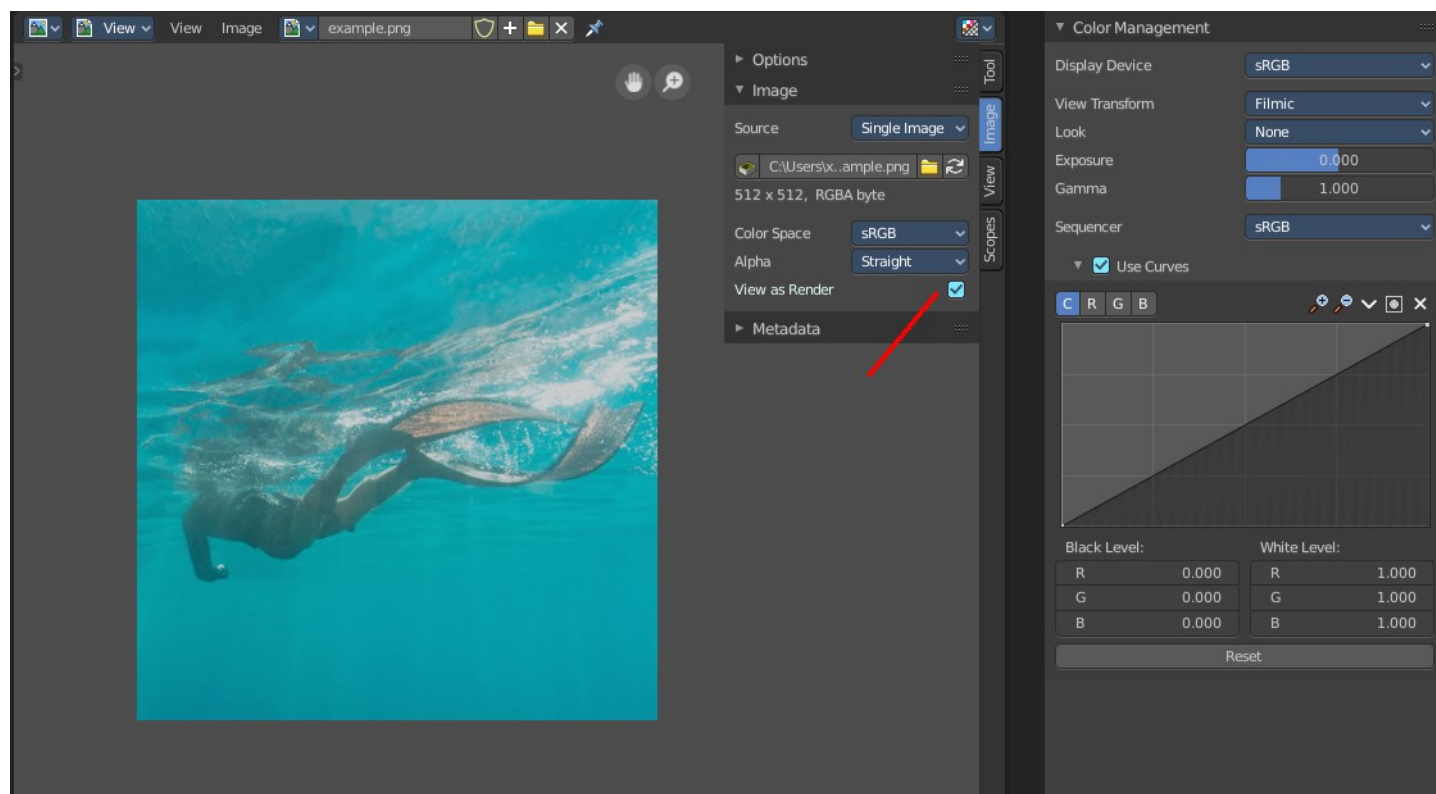 View View Image example.png
Options
Image
Source Single Image
C:\Users\x..ample.png
512 x 512, RGBA byte
Color Space sRGB
Alpha Straight
View as Render
Metadata
Tool
Image
View
Scopes
Color Management
Display Device sRGB
View Transform Filmic
Look None
Exposure 0.000
Gamma 1.000
Sequencer sRGB
Use Curves
C R G B
Black Level: White Level:
R 0.000 R 1.000
G 0.000 G 1.000
B 0.000 B 1.000
Reset